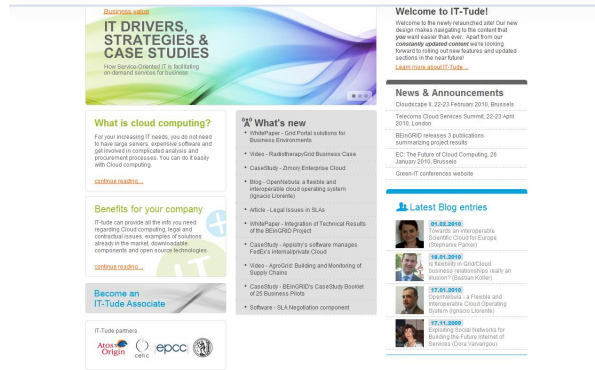 Business value
IT DRIVERS,
STRATEGIES &
CASE STUDIES
How Service-Oriented IT is facilitating
on-demand services for business
What is cloud computing?
For your increasing IT needs, you do not need
to have large servers, expensive software and
get involved in complicated analysis and
procurement processes. You can do it easily
with Cloud computing.
continue reading ...
Benefits for your company
IT-tude can provide all the info you need
regarding Cloud computing, legal and
contractual issues, examples of solutions
already in the market, downloadable
components and open source technologies
continue reading ...
IT
Become an
IT-Tude Associate
IT-Tude partners
Atos
Origin
celic
epcc
What's new
WhitePaper - Grid Portal solutions for
Business Environments
Video - RadiotherapyGrid Business Case
CaseStudy - Zimory Enterprise Cloud
Blog - OpenNebula: a flexible and
interoperable cloud operating system
(Ignacio Llorente)
Article - Legal Issues in SLAs
WhitePaper - Integration of Technical Results
of the BEinGRID Project
CaseStudy - Appistry's software manages
FedEx's internal/private Cloud
Video - AgroGrid: Building and Monitoring of
Supply Chains
CaseStudy - BEinGRID's CaseStudy Booklet
of 25 Business Pilots
Software - SLA Negotiation component
Welcome to IT-Tude!
Welcome to the newly relaunched site! Our new
design makes navigating to the content that
you want easier than ever. Apart from our
constantly updated content we're looking
forward to rolling out new features and updated
sections in the near future!
Learn more about IT-Tude ...
News & Announcements
Cloudscape II, 22-23 February 2010, Brussels
Telecoms Cloud Services Summit, 22-23 April
2010, London
BEinGRID releases 3 publications
summarizing project results
EC: The Future of Cloud Computing, 26
January 2010, Brussels
Green-IT conferences website
Latest Blog entries
01.02.2010
Towards an Interoperable
Scientific Cloud for Europe
(Stephanie Parker)
18.01.2010
Is flexibility in Grid/Cloud
business relationships really an
illusion? (Bastian Koller)
17.01.2010
OpenNebula - a Flexible and
Interoperable Cloud Operating
System (Ignacio Llorente)
17.11.2009
Exploiting Social Networks for
Building the Future Internet of
Services (Dora Varvarigou)